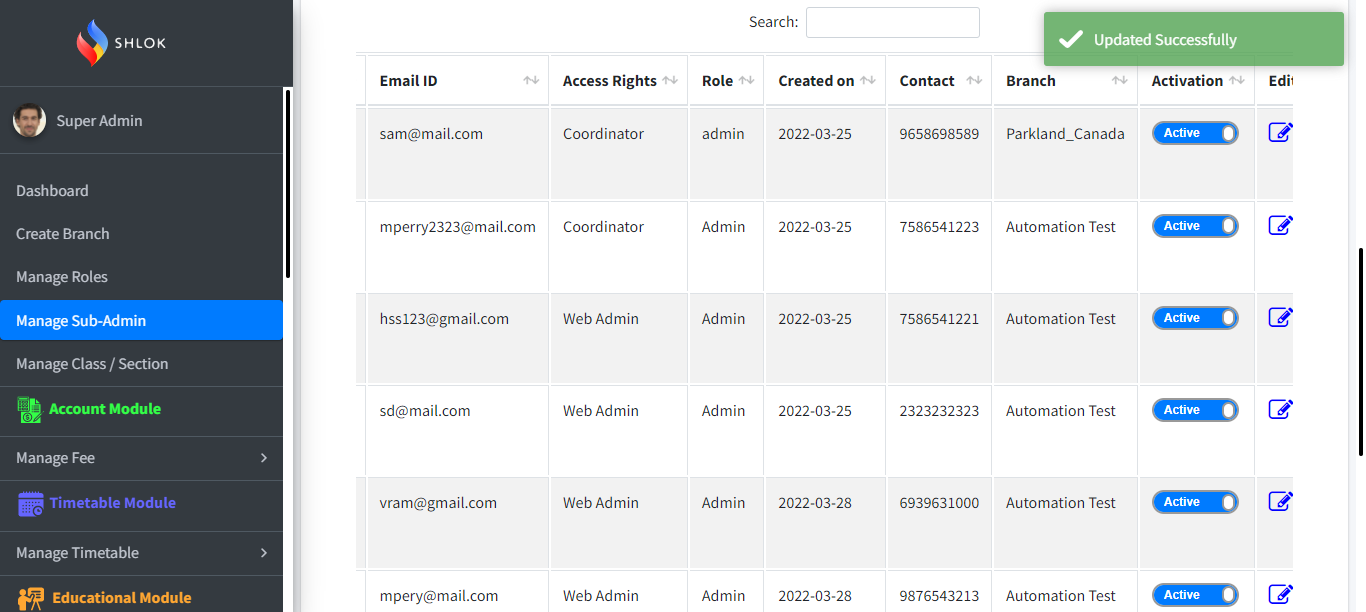 SHLOK
Super Admin
Dashboard
Create Branch
Manage Roles
Manage Sub-Admin
Manage Class / Section
Account Module
Manage Fee
Timetable Module
Manage Timetable
Educational Module
Search:
Updated Successfully
Email ID Access Rights Role Created on Contact Branch Activation Edit
sam@mail.com Coordinator admin 2022-03-25 9658698589 Parkland_Canada Active
mperry2323@mail.com Coordinator Admin 2022-03-25 7586541223 Automation Test Active
hss123@gmail.com Web Admin Admin 2022-03-25 7586541221 Automation Test Active
sd@mail.com Web Admin Admin 2022-03-25 2323232323 Automation Test Active
vram@gmail.com Web Admin Admin 2022-03-28 6939631000 Automation Test Active
mpery@mail.com Web Admin Admin 2022-03-28 9876543213 Automation Test Active